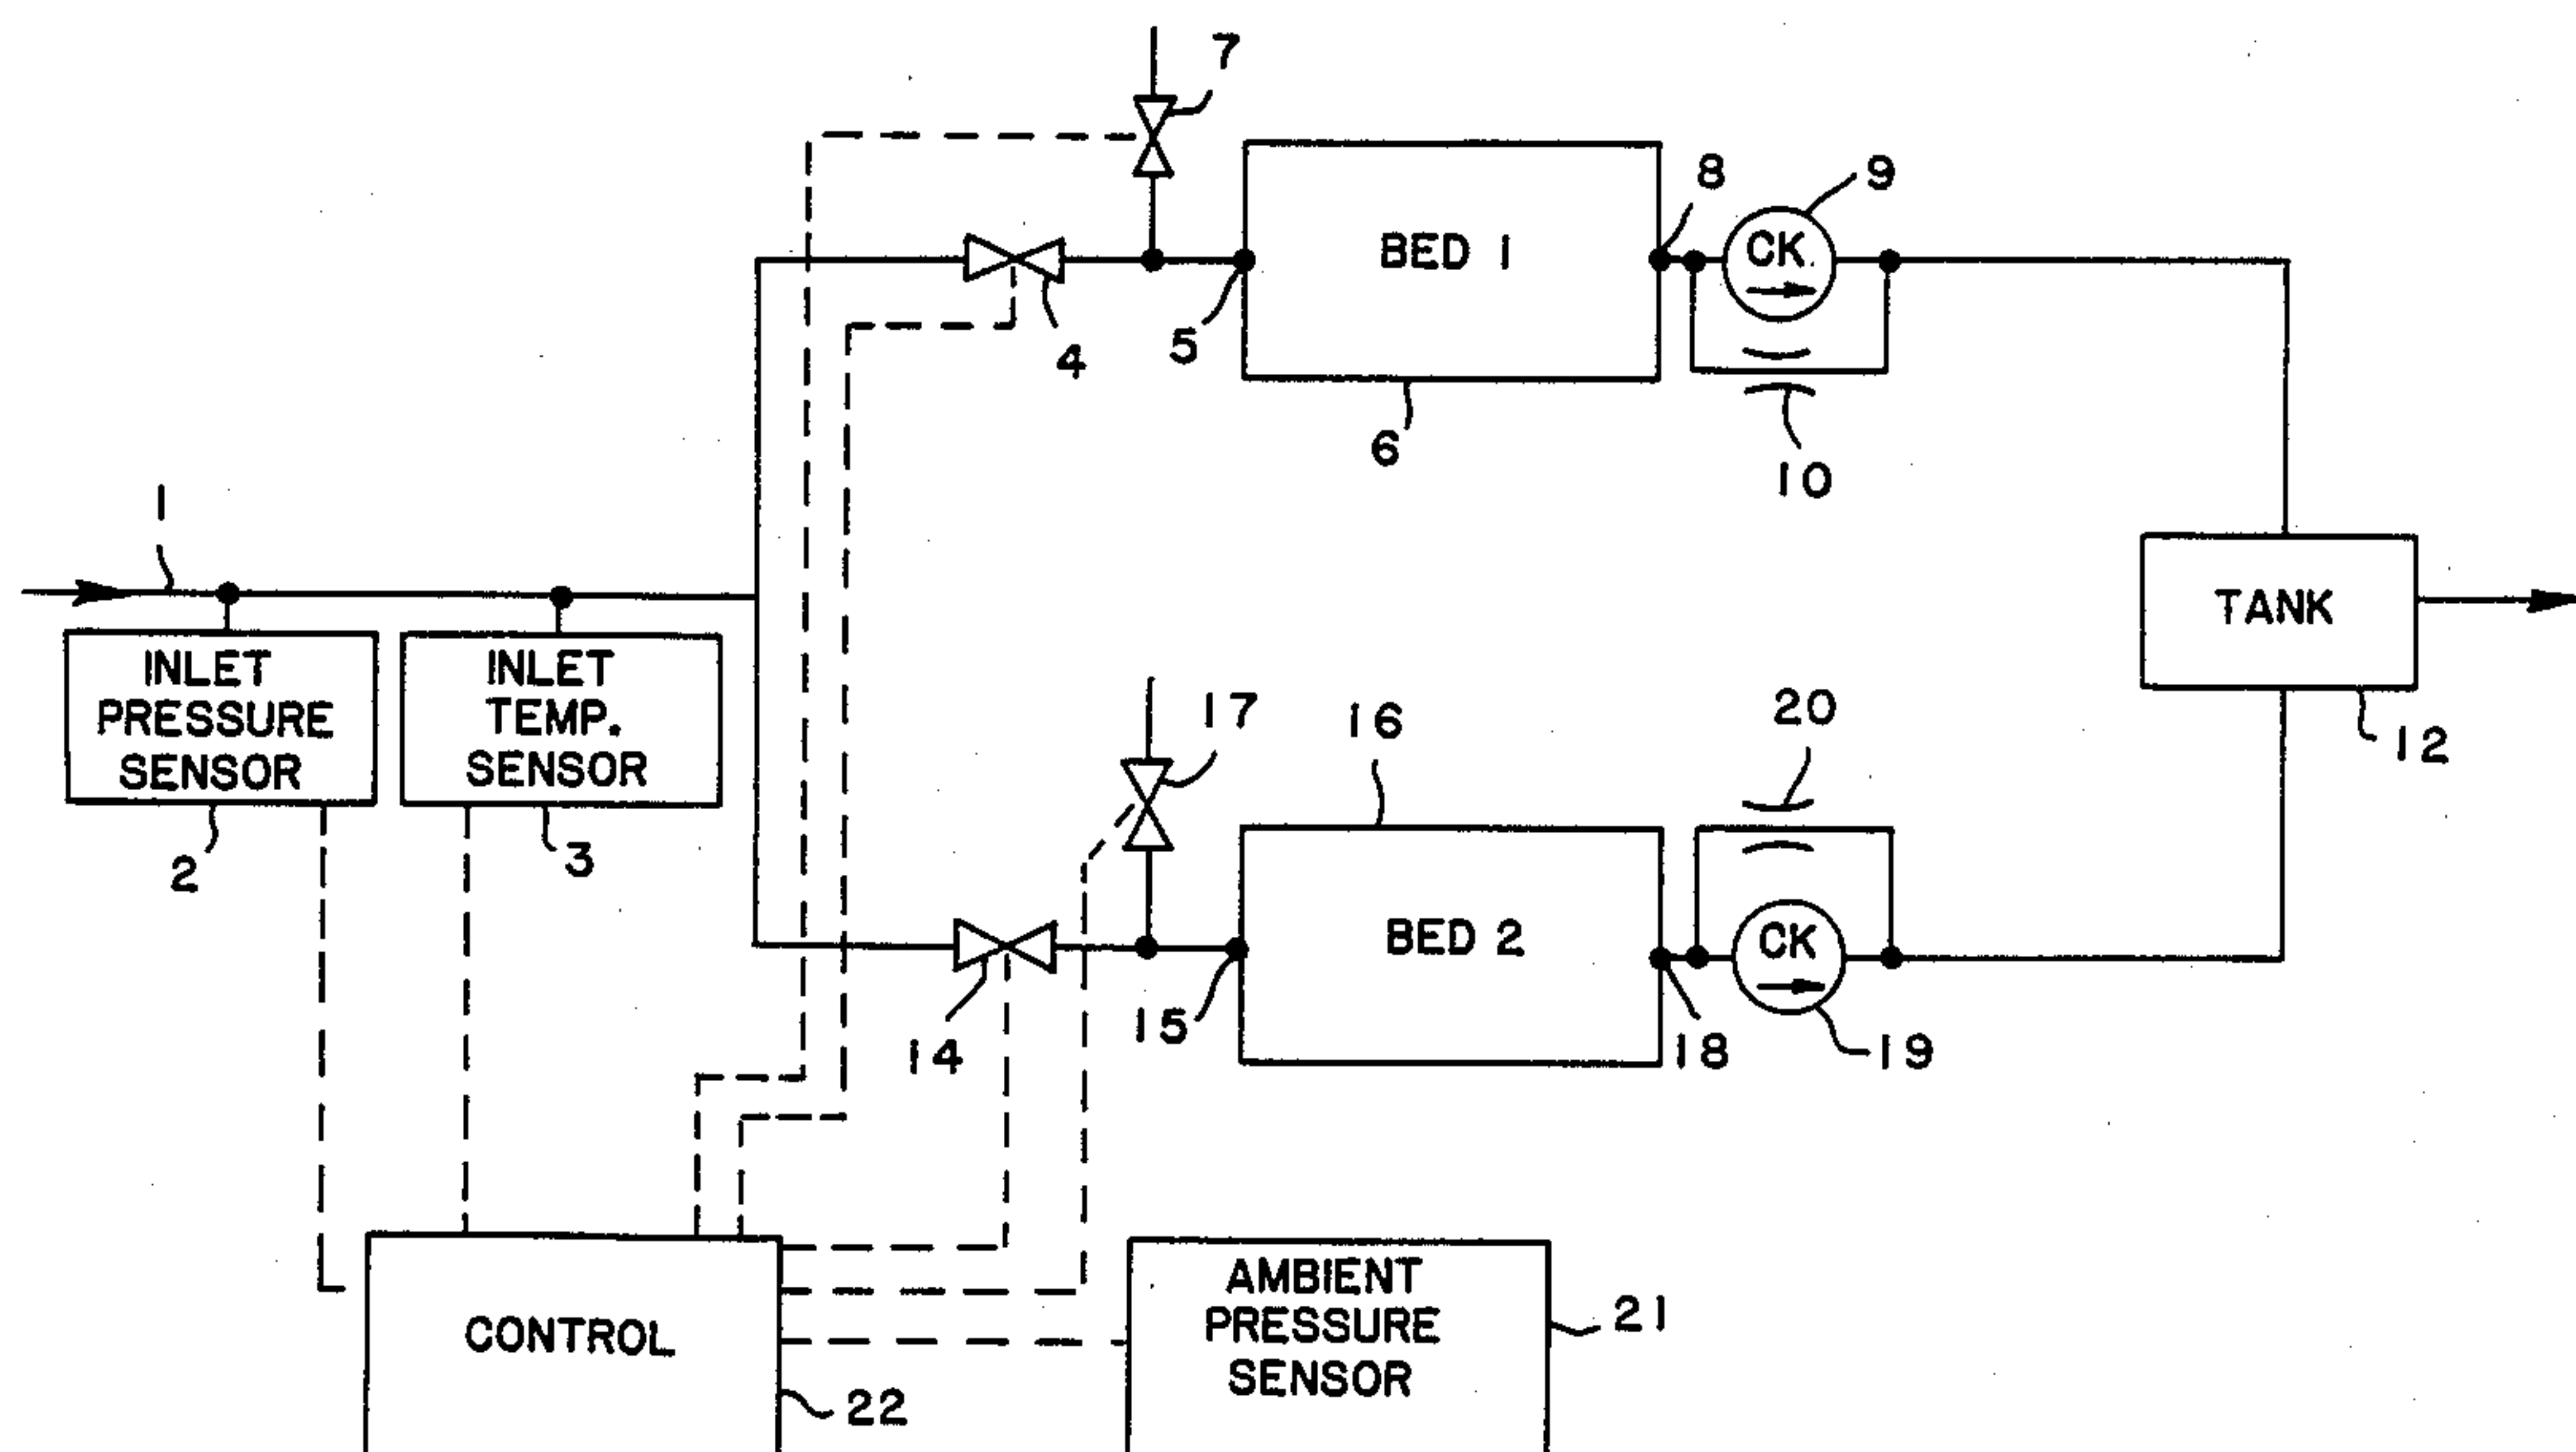 7
8
9
BED 1
CK
5
4
6
10
1
TANK
INLET
PRESSURE
SENSOR
INLET
TEMP.
SENSOR
17
16
20
12
2
3
BED 2
CK
14
15
18
19
AMBIENT
PRESSURE
SENSOR
21
CONTROL
22